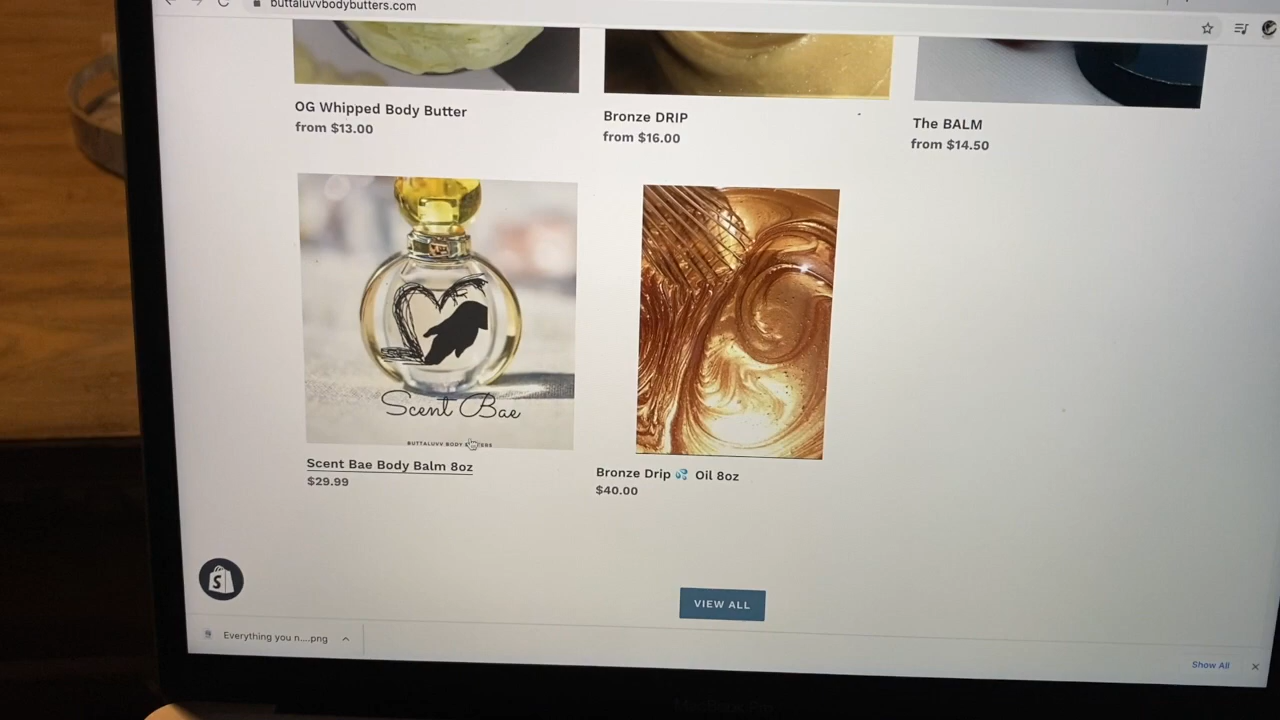 buttaluvvbodybutters.com
OG Whipped Body Butter
from $13.00
Bronze DRIP
from $16.00
The BALM
from $14.50
Scent Bae
BUTTALUVV BODY
Scent Bae Body Balm 8oz
$29.99
Bronze Drip 💦 Oil 8oz
$40.00
S
VIEW ALL
Everything you n....png
Show All